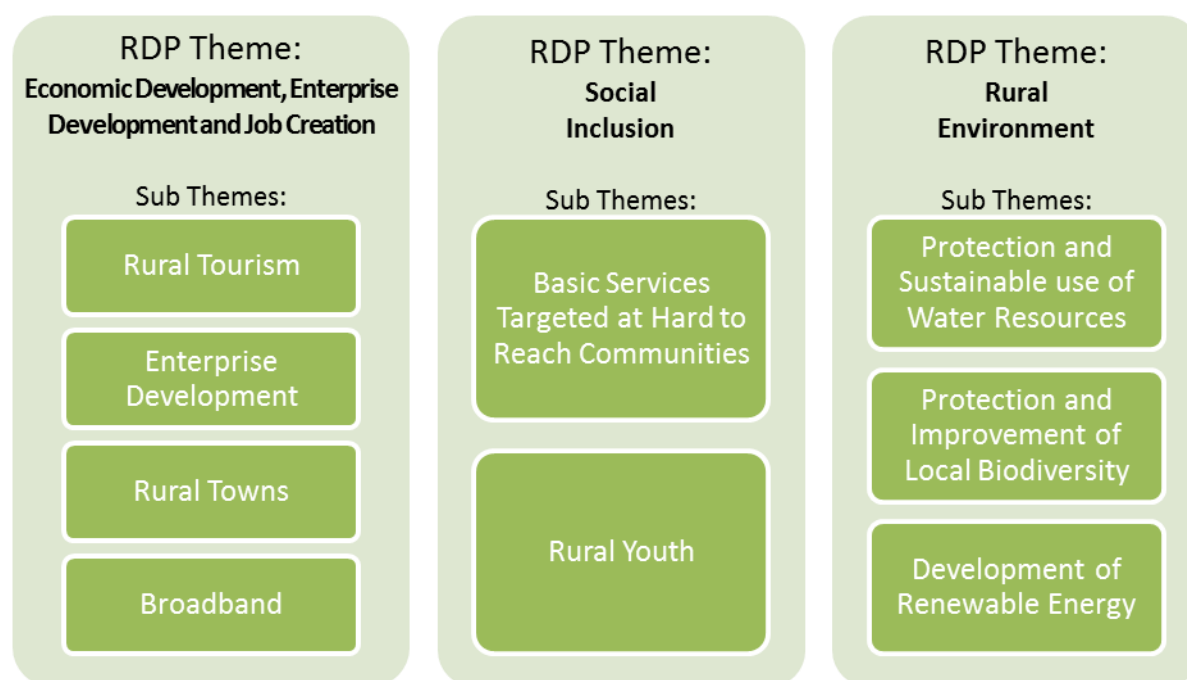 RDP Theme:
Economic Development, Enterprise
Development and Job Creation
Sub Themes:
Rural Tourism
Enterprise
Development
Rural Towns
Broadband
RDP Theme:
Social
Inclusion
Sub Themes:
Basic Services
Targeted at Hard to
Reach Communities
Rural Youth
RDP Theme:
Rural
Environment
Sub Themes:
Protection and
Sustainable use of
Water Resources
Protection and
Improvement of
Local Biodiversity
Development of
Renewable Energy